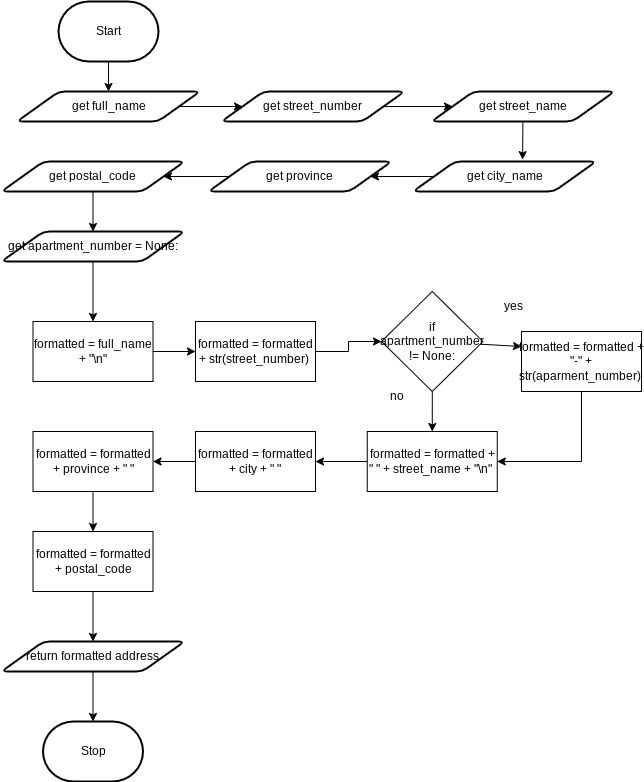 Start
get full_name
get street_number
get street_name
get city_name
get province
get postal_code
get apartment_number = None:
formatted = full_name
+ "\n"
formatted = formatted
+ str(street_number)
if
apartment_number
!= None:
yes
no
formatted = formatted +
"-" +
str(aparment_number)
formatted = formatted +
" " + street_name + "\n"
formatted = formatted
+ city + " "
formatted = formatted
+ province + " "
formatted = formatted
+ postal_code
return formatted address
Stop